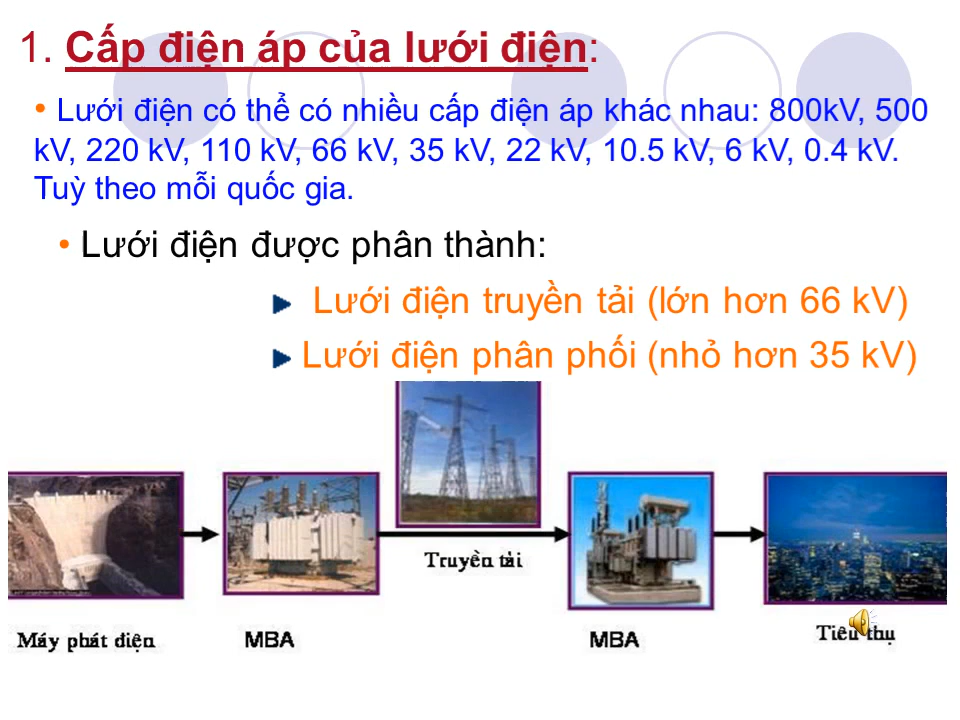 1. Cấp điện áp của lưới điện:
• Lưới điện có thể có nhiều cấp điện áp khác nhau: 800kV, 500
kV, 220 kV, 110 kV, 66 kV, 35 kV, 22 kV, 10.5 kV, 6 kV, 0.4 kV.
Tuỳ theo mỗi quốc gia.
• Lưới điện được phân thành:
Lưới điện truyền tải (lớn hơn 66 kV)
Lưới điện phân phối (nhỏ hơn 35 kV)
Truyền tải
Máy phát điện
MBA
MBA
Tiêu thụ